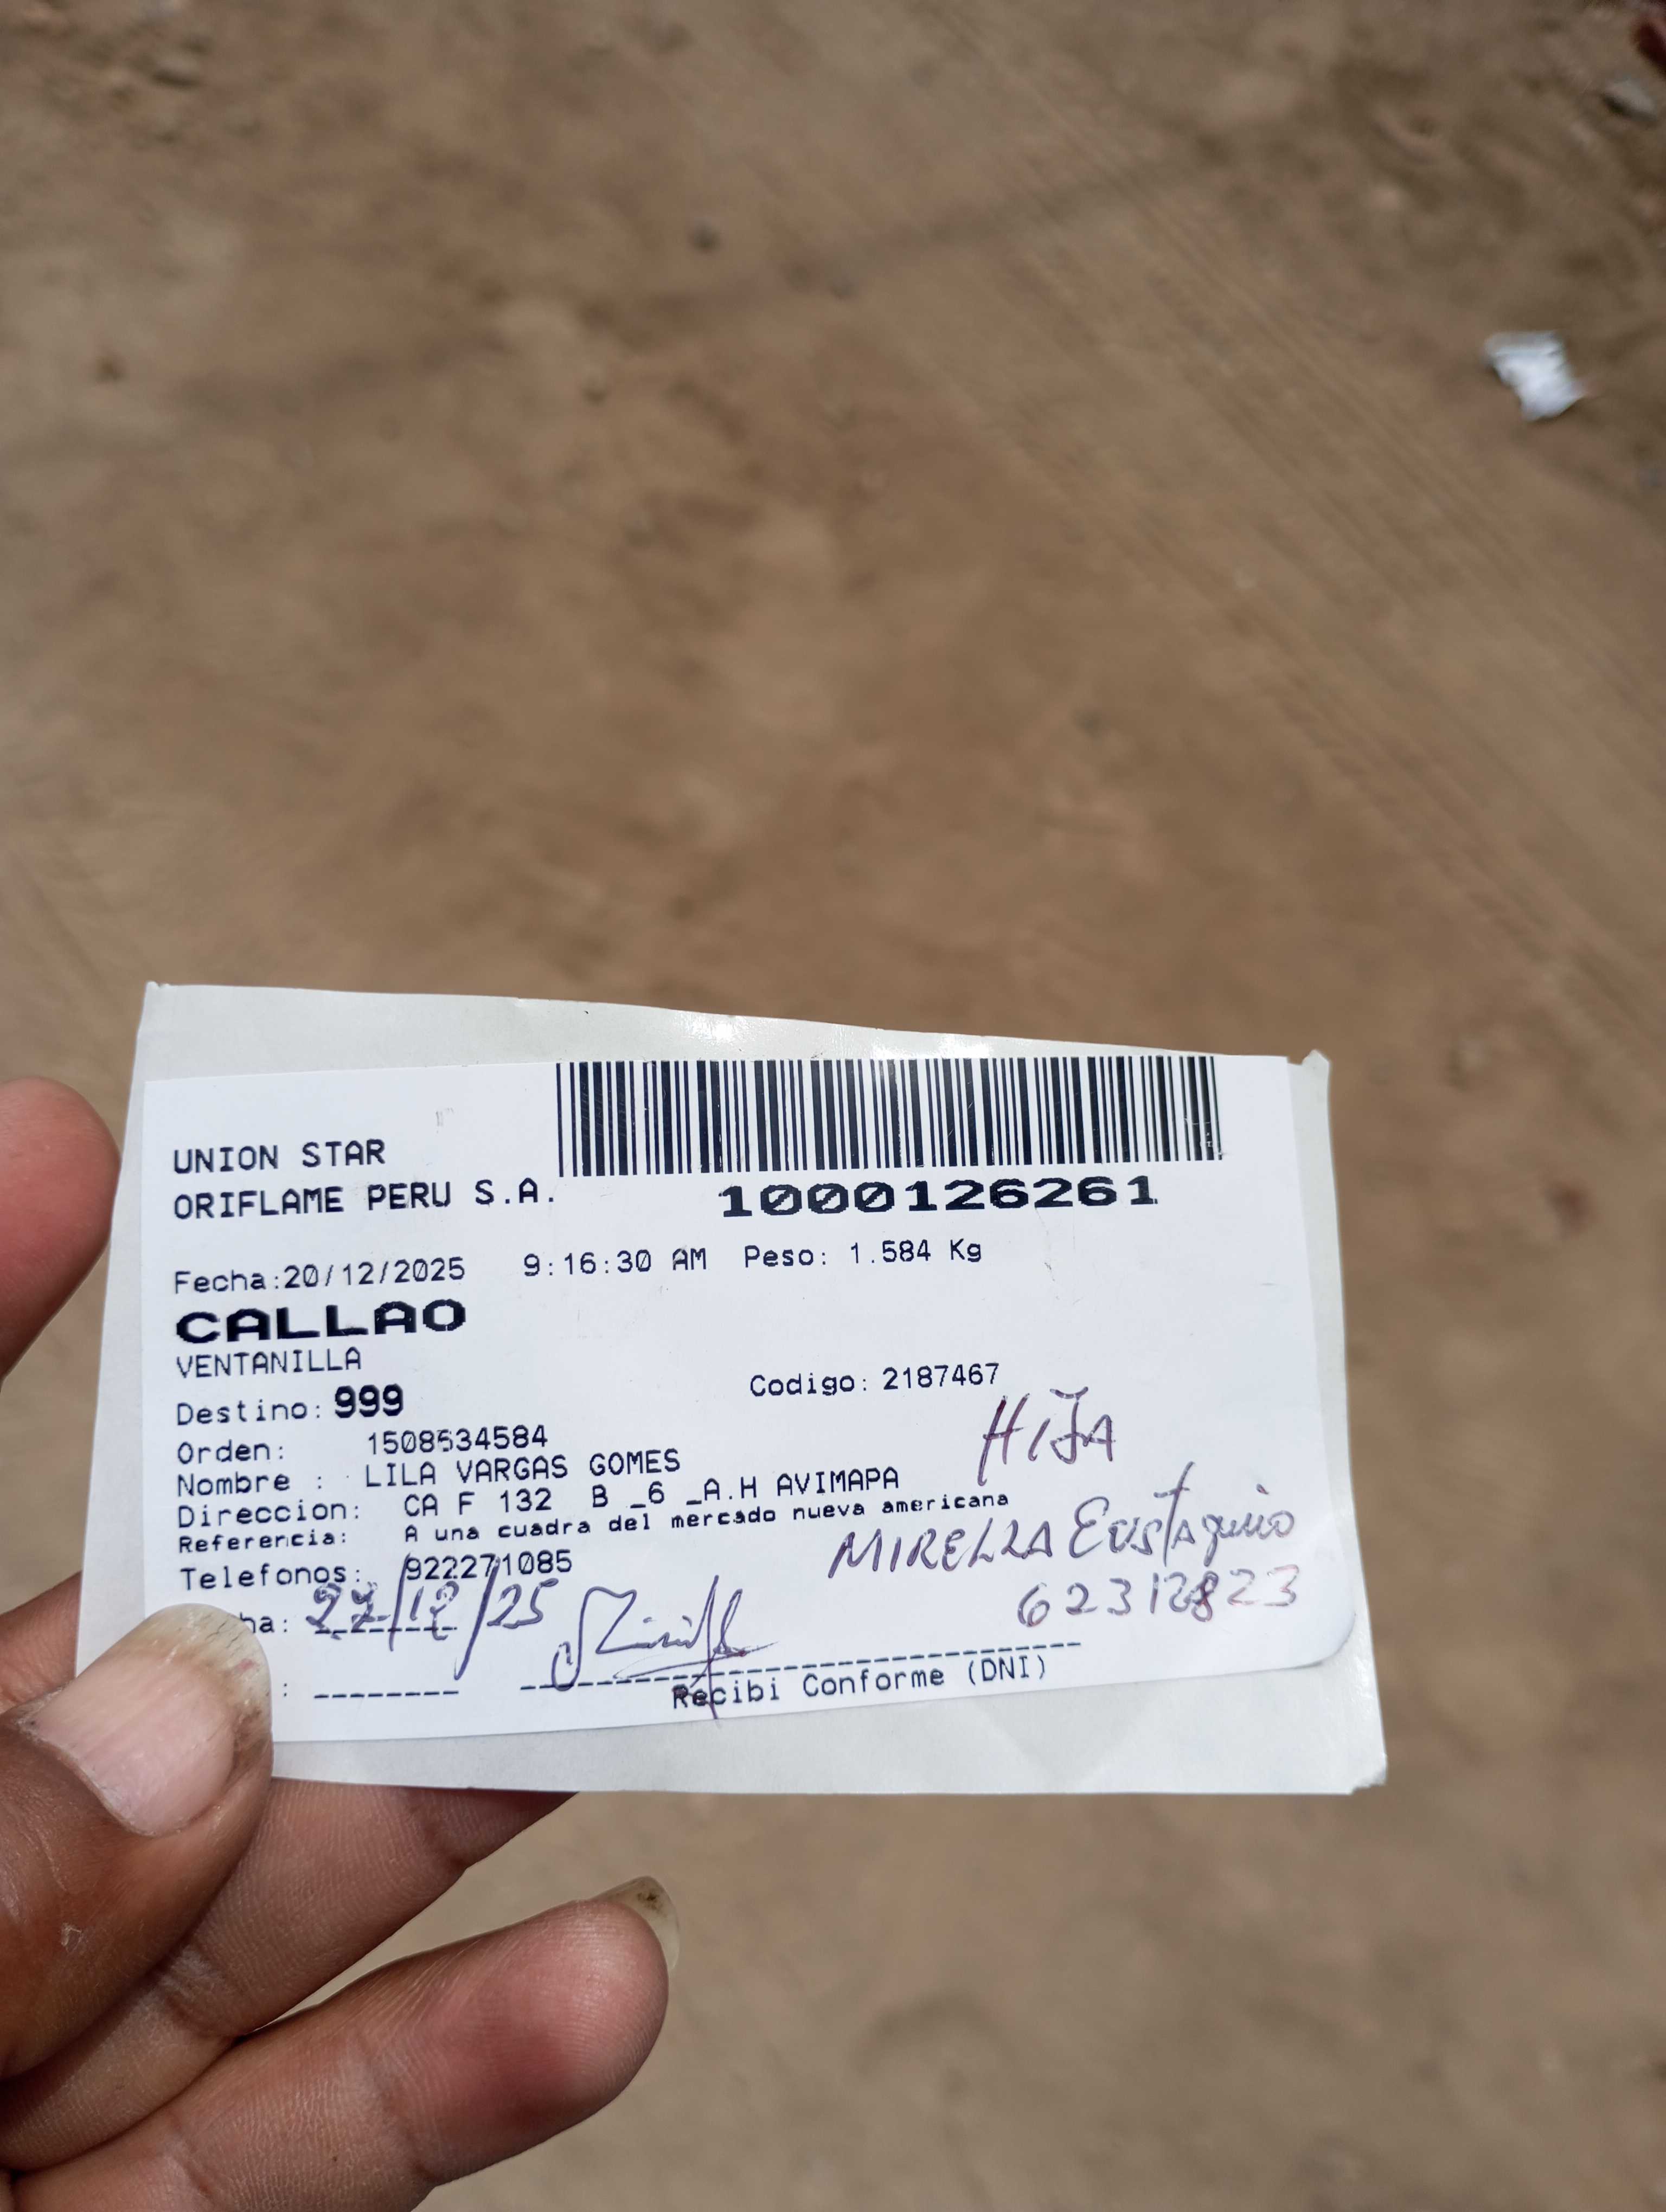 UNION STAR
ORIFLAME PERU S.A.
1000126261
Fecha:20/12/2025 9:16:30 AM Peso: 1.584 Kg
CALLAO
VENTANILLA
Destino: 999 Codigo: 2187467
Orden: 1508534584
Nombre : LILA VARGAS GOMES
HIJA
Direccion: CA F 132 B _6 _A.H AVIMAPA
Referencia: A una cuadra del mercado nueva americana
MIRELLA Eustaquio
Telefonos: 922271085
62312823
ha: 27/12/25
: --------
Recibi Conforme (DNI)